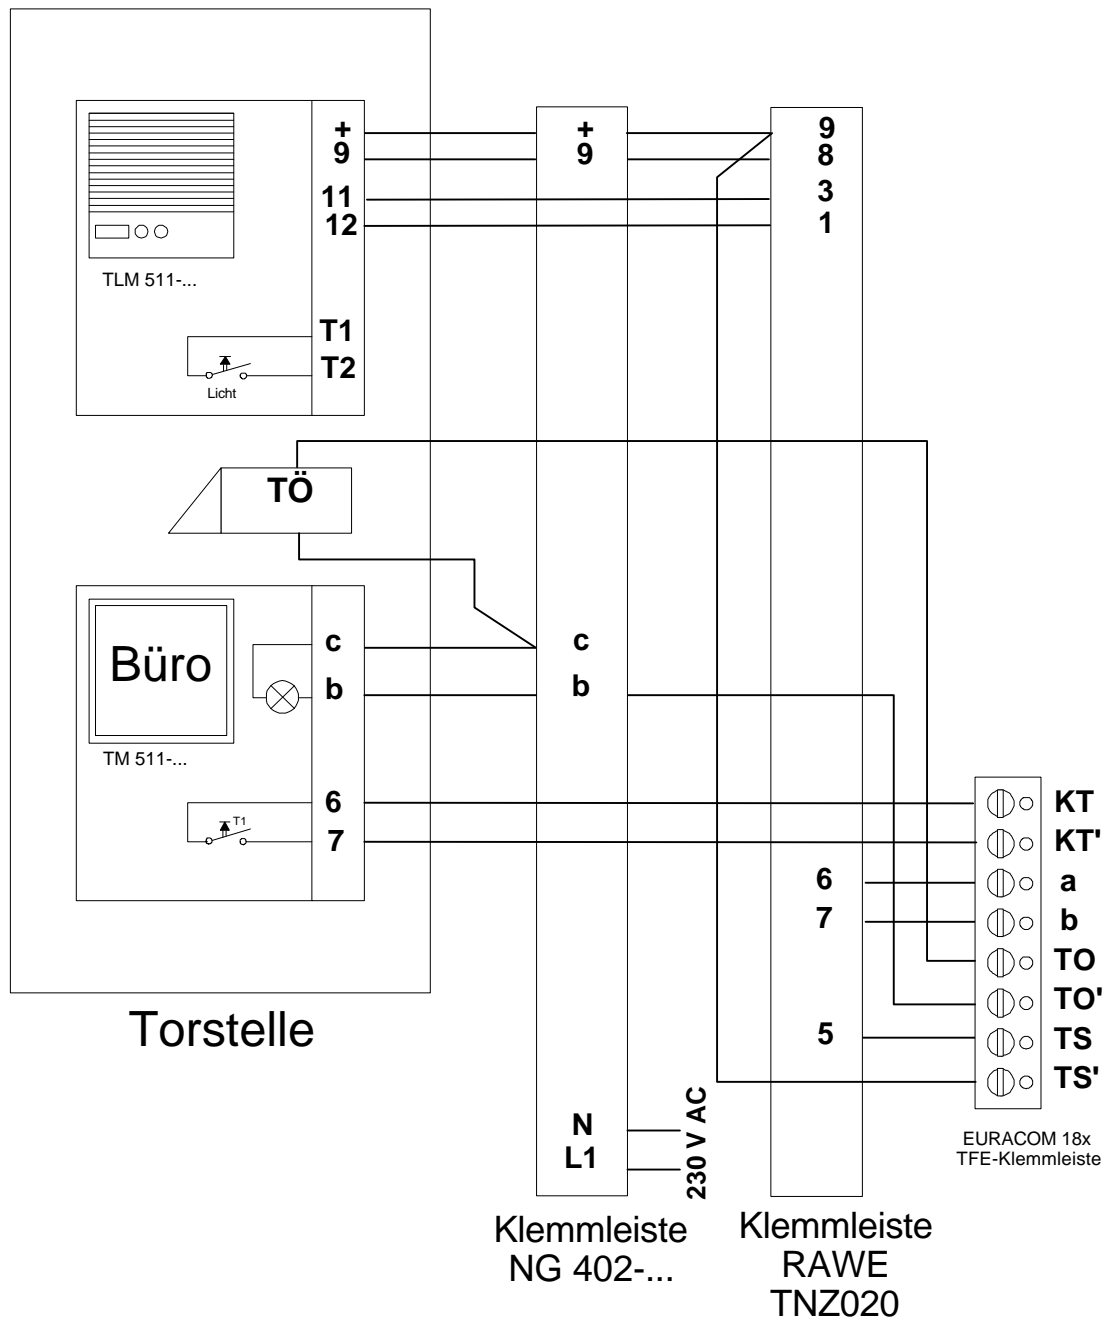 +
9
11
12
T1
T2
TLM 511-...
Licht
TÖ
Büro
c
b
TM 511-...
T1
6
7
Torstelle
+
9
c
b
N
L1
230 V AC
Klemmleiste
NG 402-...
9
8
3
1
6
7
5
Klemmleiste
RAWE
TNZ020
KT
KT'
a
b
TO
TO'
TS
TS'
EURACOM 18x
TFE-Klemmleiste